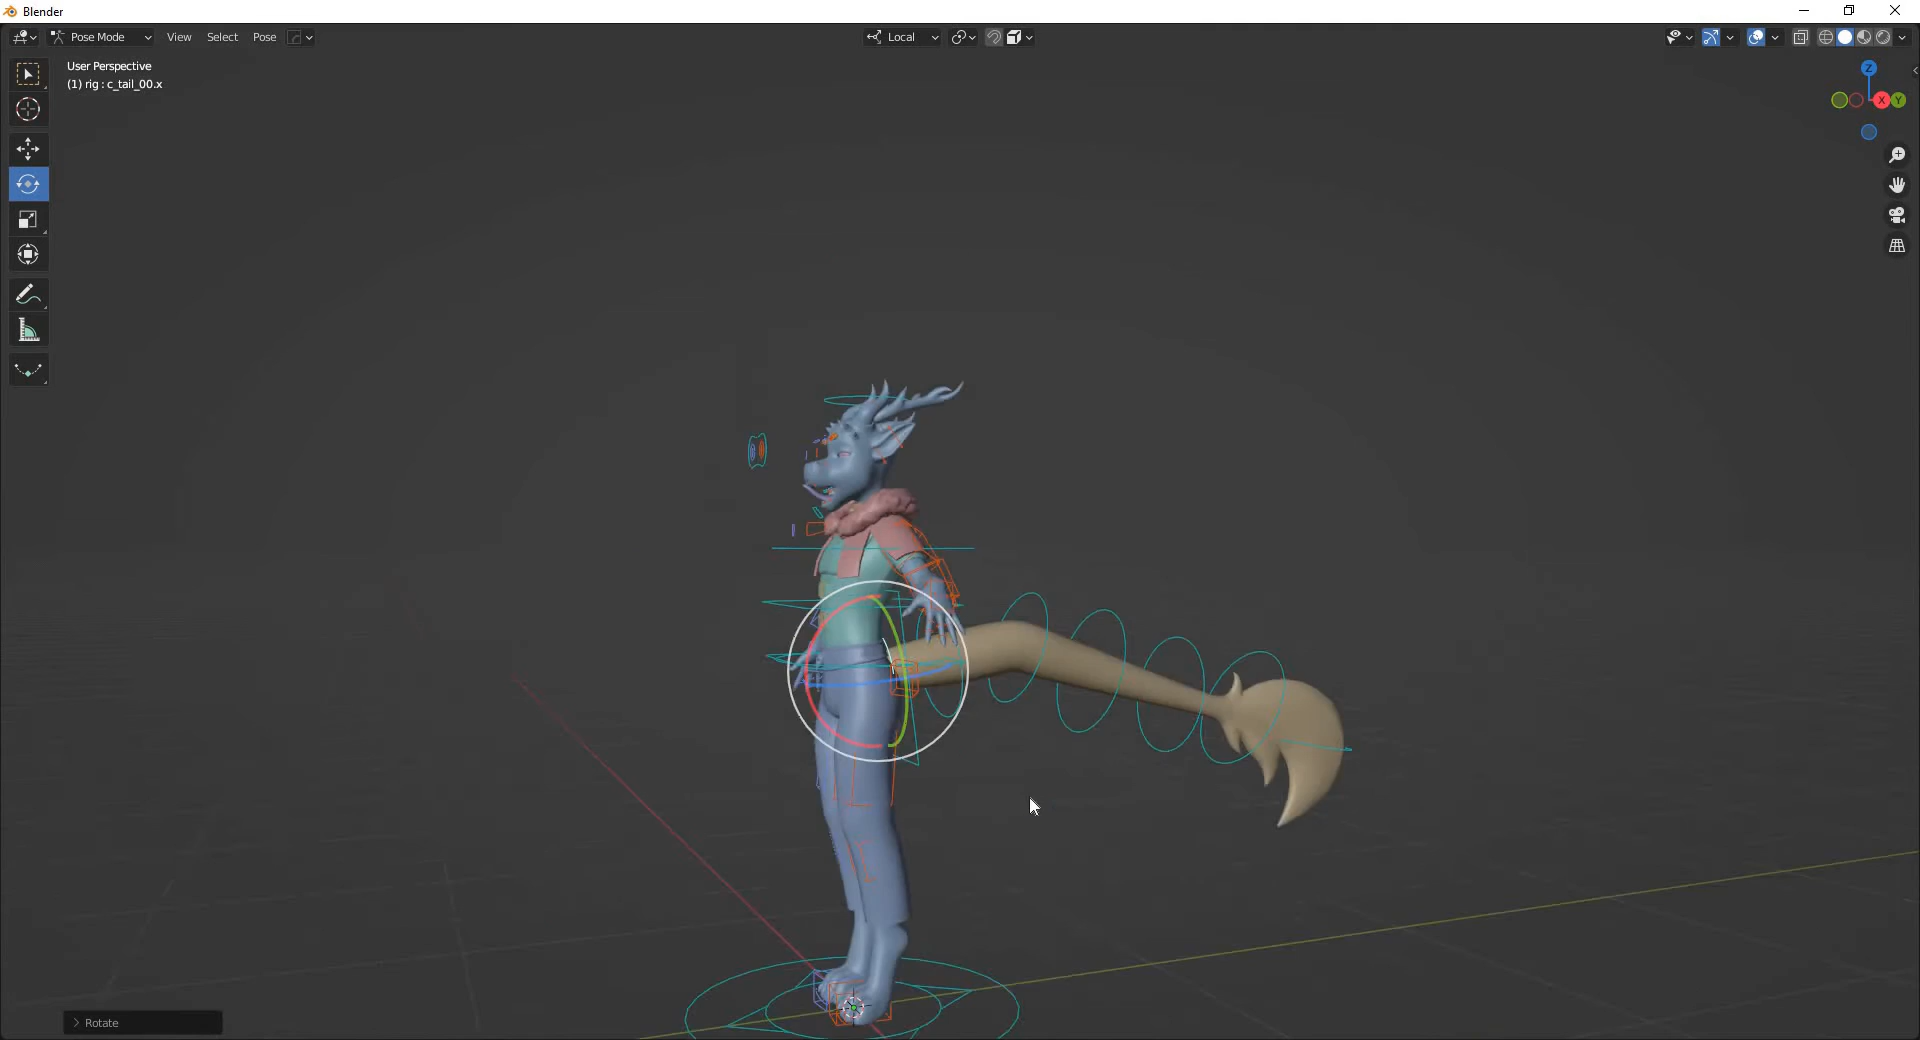 Blender
Pose Mode View Select Pose Local
User Perspective
(1) rig : c_tail_00.x
Z
X Y
Rotate